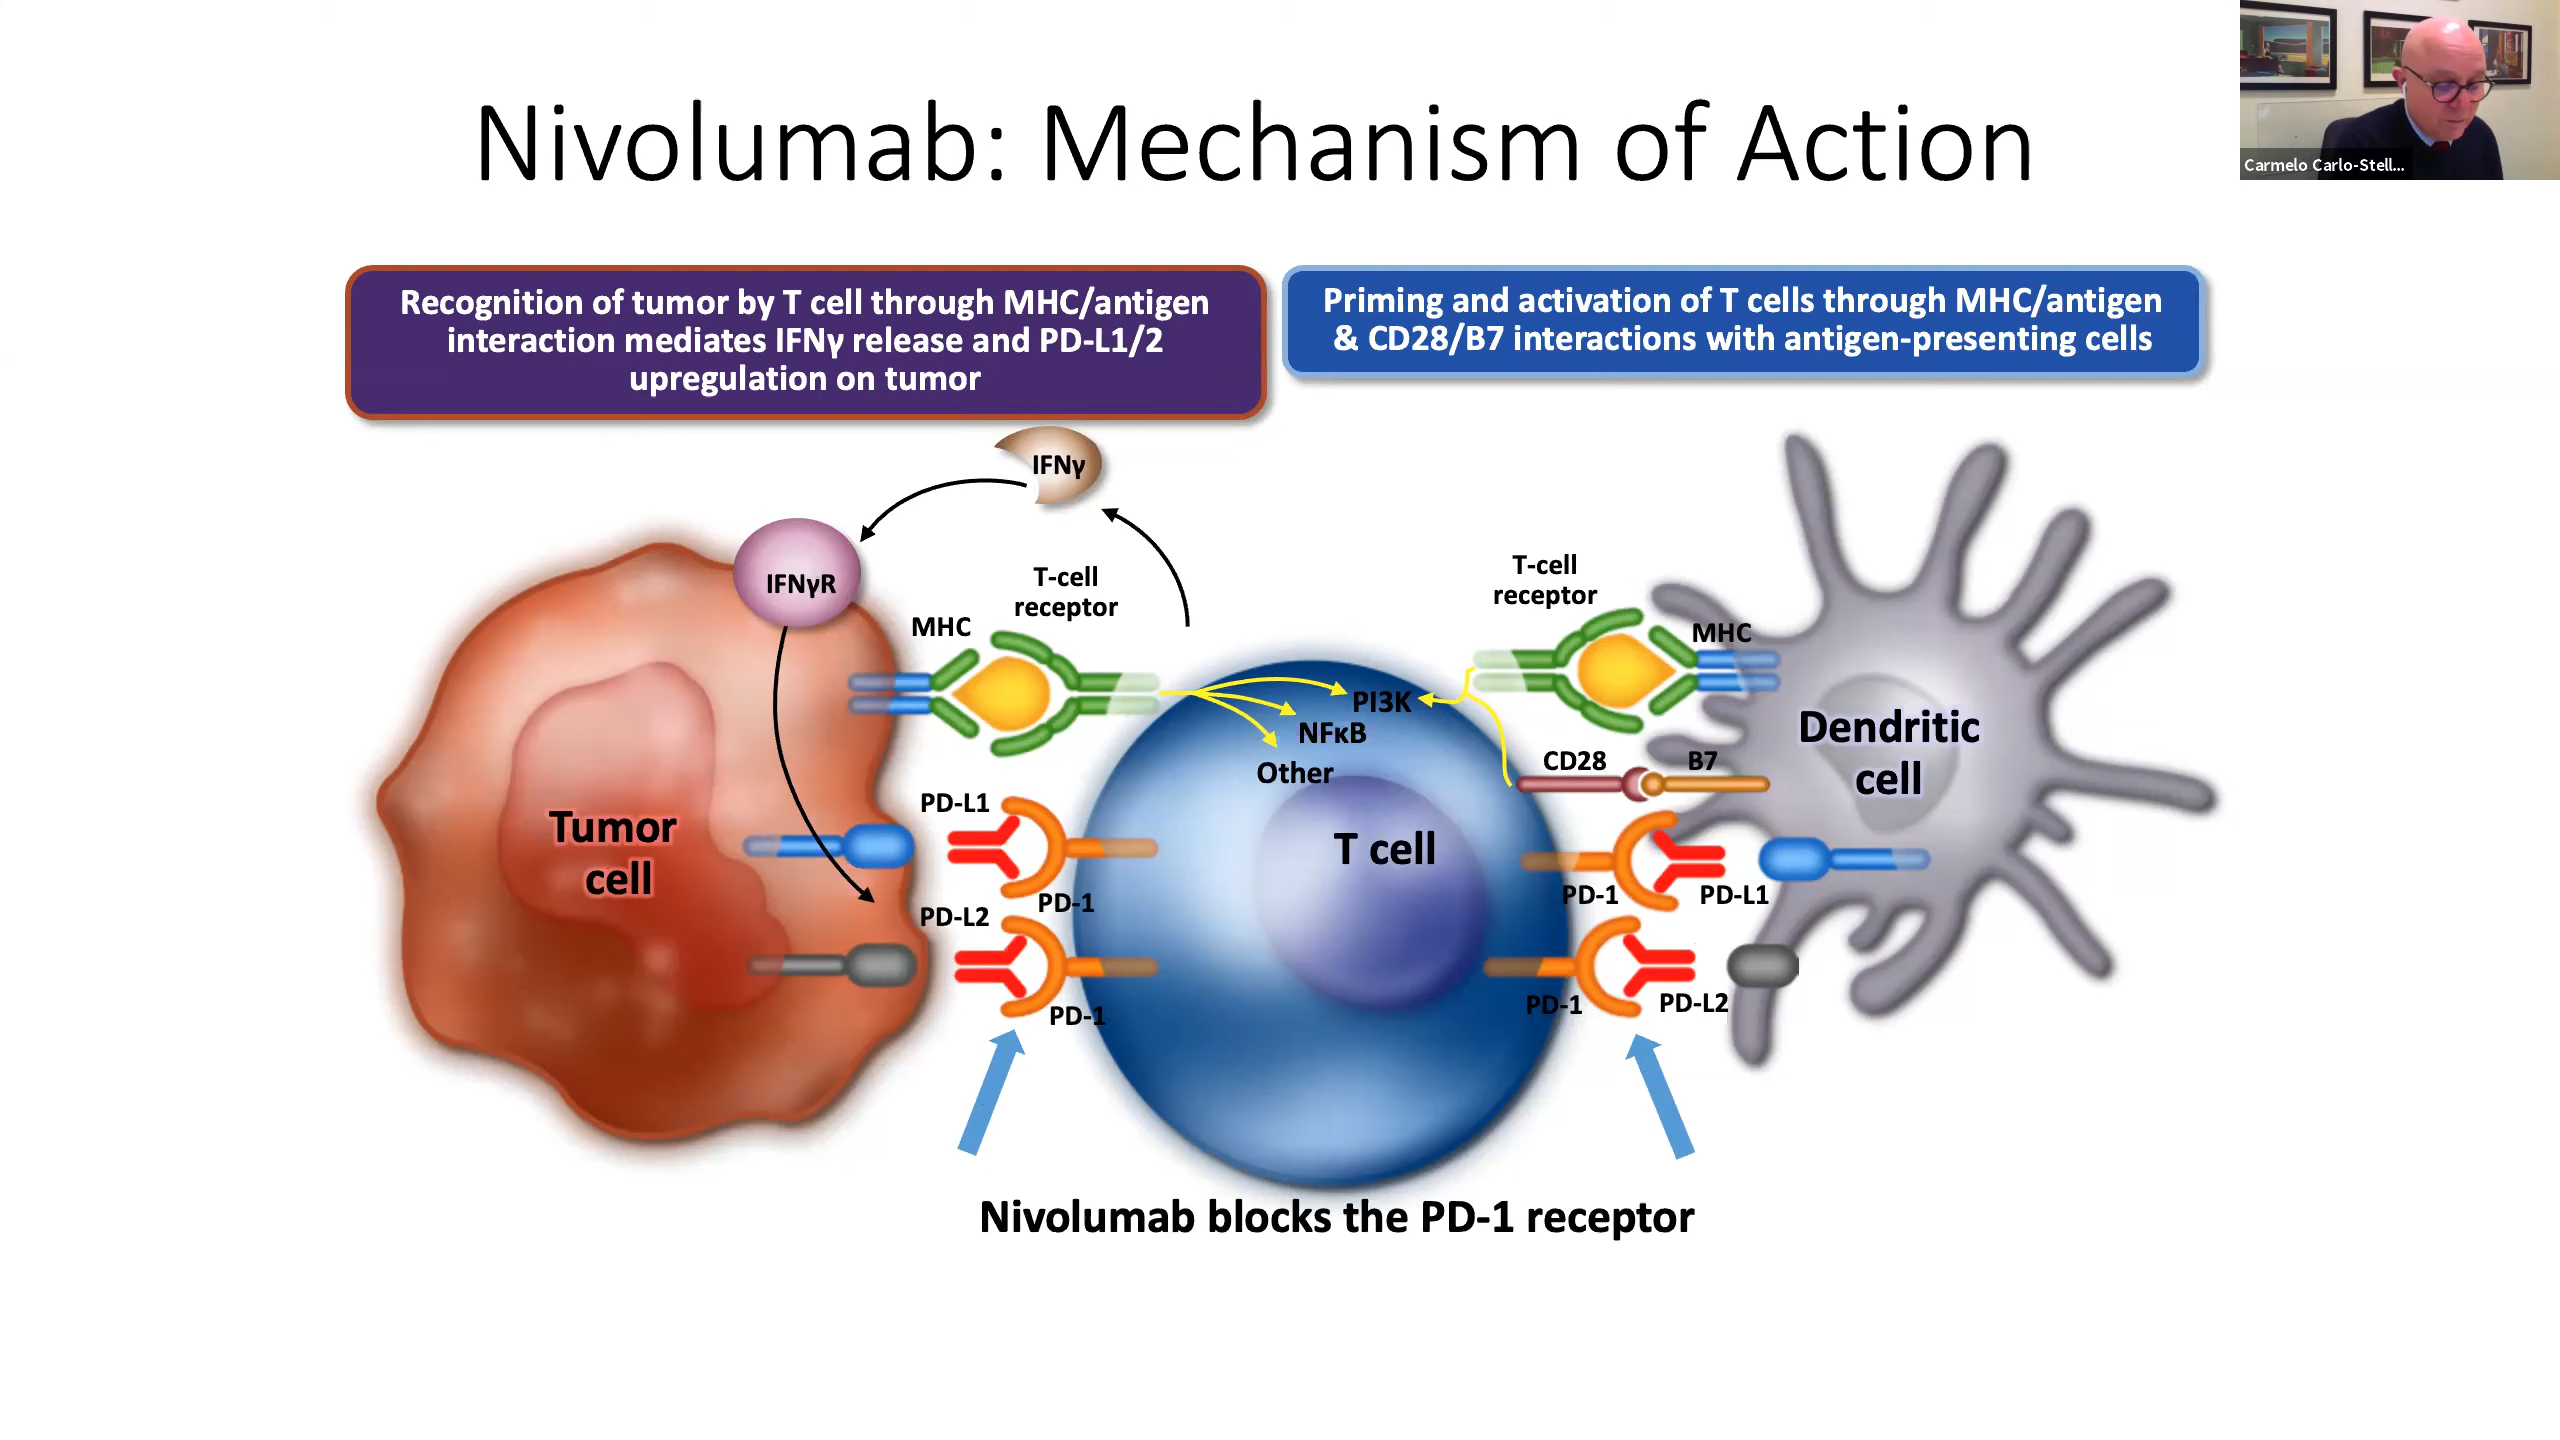 Nivolumab: Mechanism of Action
Carmelo Carlo-Stell...
Recognition of tumor by T cell through MHC/antigen
interaction mediates IFNγ release and PD-L1/2
upregulation on tumor
Priming and activation of T cells through MHC/antigen
& CD28/B7 interactions with antigen-presenting cells
IFNγ
IFNγR
T-cell
receptor
MHC
T-cell
receptor
MHC
PI3K
NFκB
Other
CD28
B7
Dendritic
cell
Tumor
cell
T cell
PD-L1
PD-1
PD-L2
PD-1
PD-1
PD-L1
PD-1
PD-L2
Nivolumab blocks the PD-1 receptor